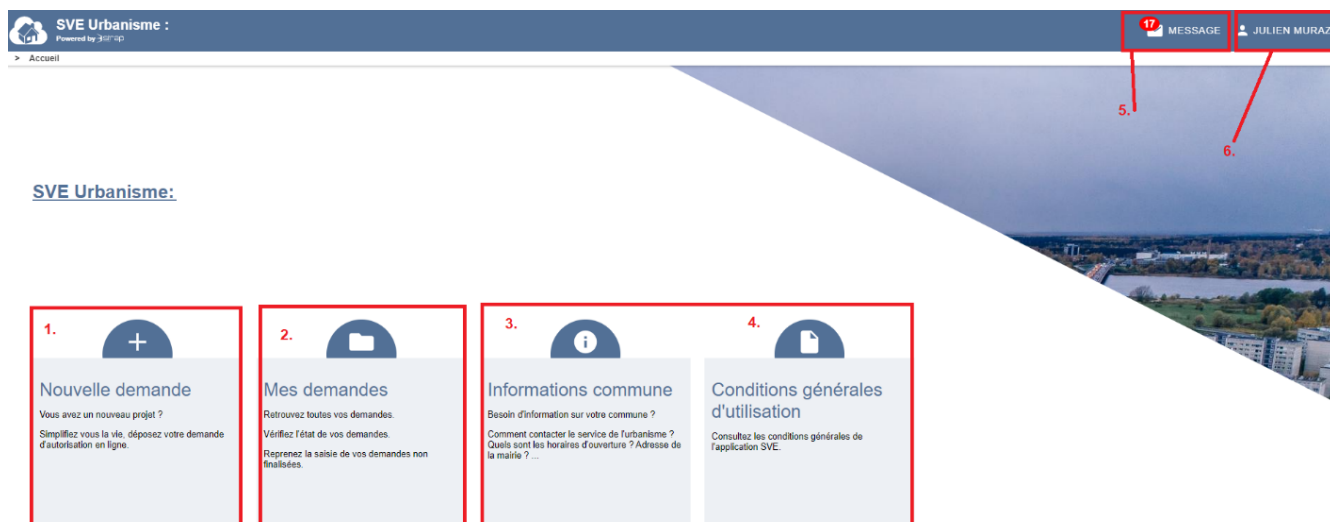 SVE Urbanisme :
Powered by
17
MESSAGE
JULIEN MURAZ
> Accueil
5.
6.
SVE Urbanisme:
1.
Nouvelle demande
Vous avez un nouveau projet ?
Simplifiez vous la vie, déposez votre demande
d'autorisation en ligne.
2.
Mes demandes
Retrouvez toutes vos demandes.
Vérifiez l'état de vos demandes.
Reprenez la saisie de vos demandes non
finalisées.
3.
Informations commune
Besoin d'information sur votre commune ?
Comment contacter le service de l'urbanisme ?
Quels sont les horaires d'ouverture ? Adresse de
la mairie ? ...
4.
Conditions générales
d'utilisation
Consultez les conditions générales de
l'application SVE.